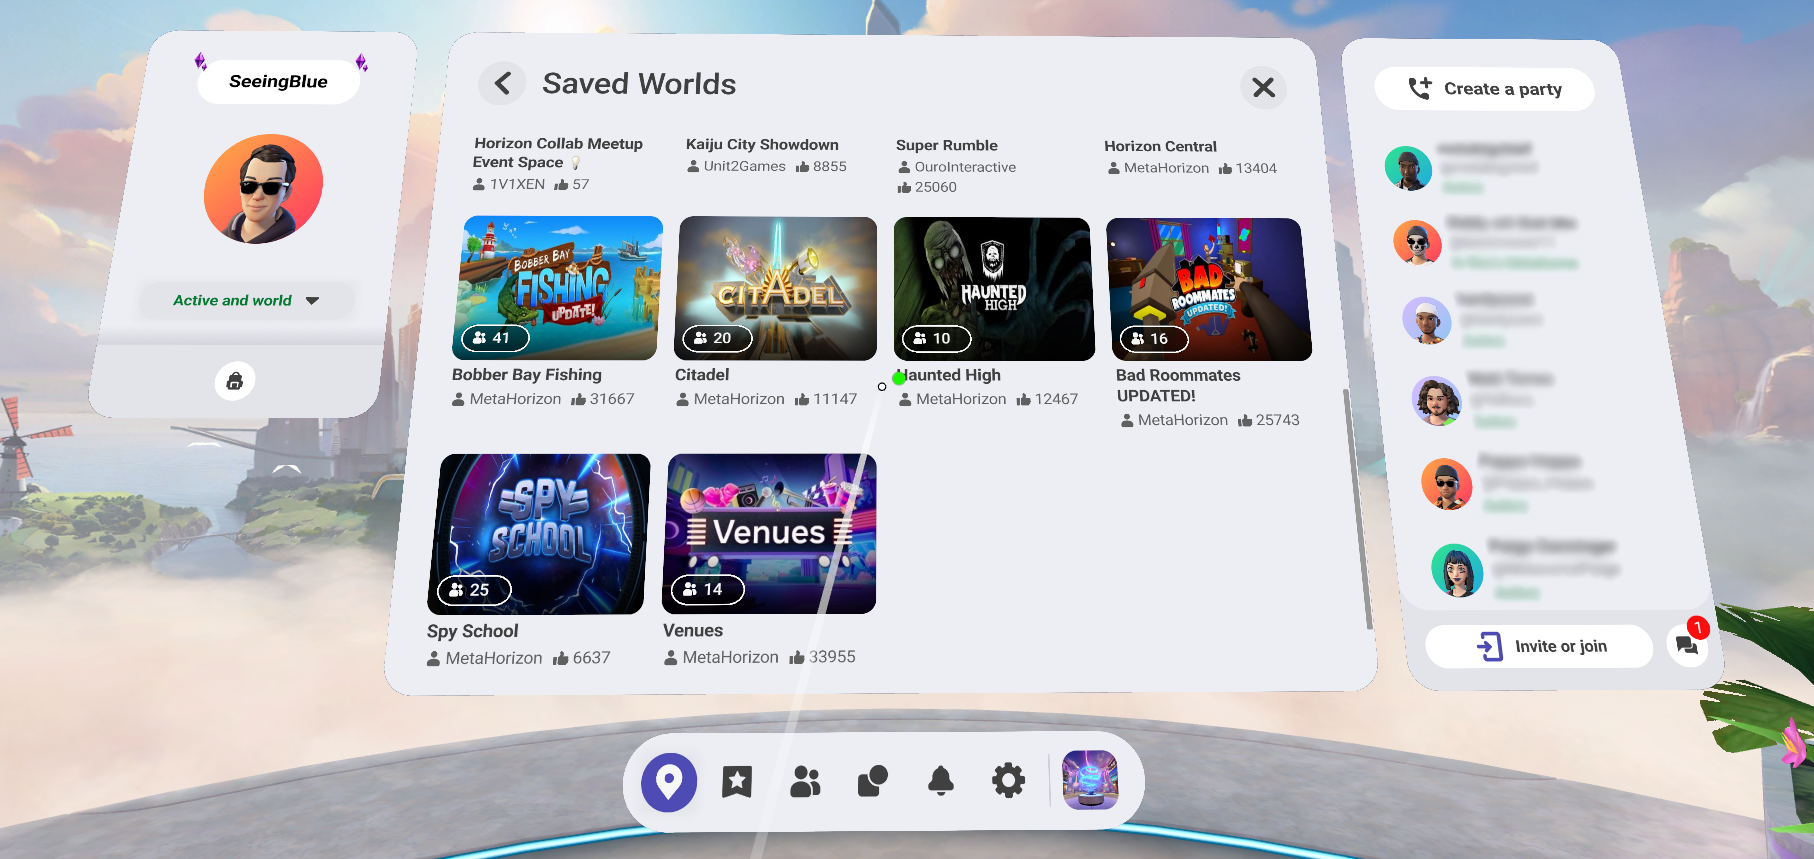 SeeingBlue
Active and world
Saved Worlds
Horizon Collab Meetup
Event Space
1V1XEN 57
Kaiju City Showdown
Unit2Games 8855
Super Rumble
OuroInteractive
25060
Horizon Central
MetaHorizon 13404
BOBBER BAY
FISHING
UPDATE!
41
Bobber Bay Fishing
MetaHorizon 31667
CITADEL
20
Citadel
MetaHorizon 11147
HAUNTED
HIGH
10
Haunted High
MetaHorizon 12467
BAD
ROOMMATES
UPDATED!
16
Bad Roommates
UPDATED!
MetaHorizon 25743
SPY
SCHOOL
25
Spy School
MetaHorizon 6637
Venues
14
Venues
MetaHorizon 33955
Create a party
Invite or join
1